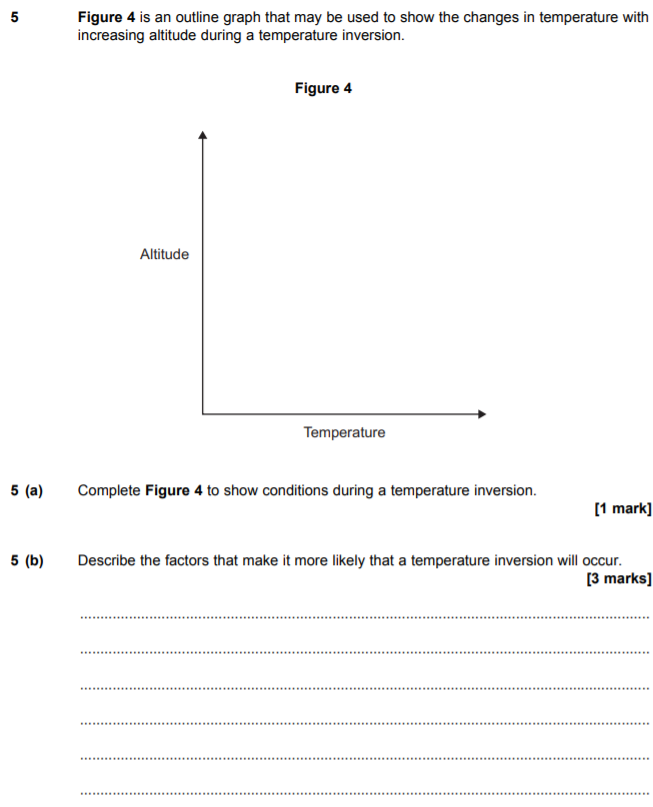 5 Figure 4 is an outline graph that may be used to show the changes in temperature with
increasing altitude during a temperature inversion.
Figure 4
Altitude
Temperature
5 (a) Complete Figure 4 to show conditions during a temperature inversion.
[1 mark]
5 (b) Describe the factors that make it more likely that a temperature inversion will occur.
[3 marks]